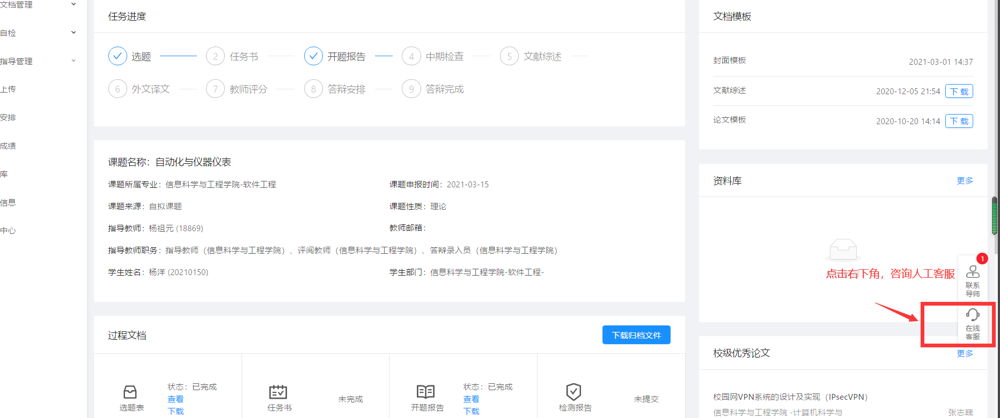 文档管理
自检
指导管理
上传
安排
成绩
库
信息
中心
任务进度
选题
2 任务书
开题报告
4 中期检查
5 文献综述
6 外文译文
7 教师评分
8 答辩安排
9 答辩完成
课题名称：自动化与仪器仪表
课题所属专业：信息科学与工程学院-软件工程
课题申报时间：2021-03-15
课题来源：自拟课题
课题性质：理论
指导教师：杨祖元 (18869)
教师邮箱：
指导教师职务：指导教师（信息科学与工程学院）、评阅教师（信息科学与工程学院）、答辩录入员（信息科学与工程学院）
学生姓名：杨洋 (20210150)
学生部门：信息科学与工程学院-软件工程-
过程文档
下载归档文件
选题表
状态：已完成
查看
下载
任务书
未完成
开题报告
状态：已完成
查看
下载
检测报告
未提交
文档模板
封面模板 2021-03-01 14:37
文献综述 2020-12-05 21:54 下载
论文模板 2020-10-20 14:14 下载
资料库 更多
点击右下角，咨询人工客服
1
联系
导师
在线
客服
校级优秀论文 更多
校园网VPN系统的设计及实现（IPsecVPN）
信息科学与工程学院 -计算机科学与
张志巍